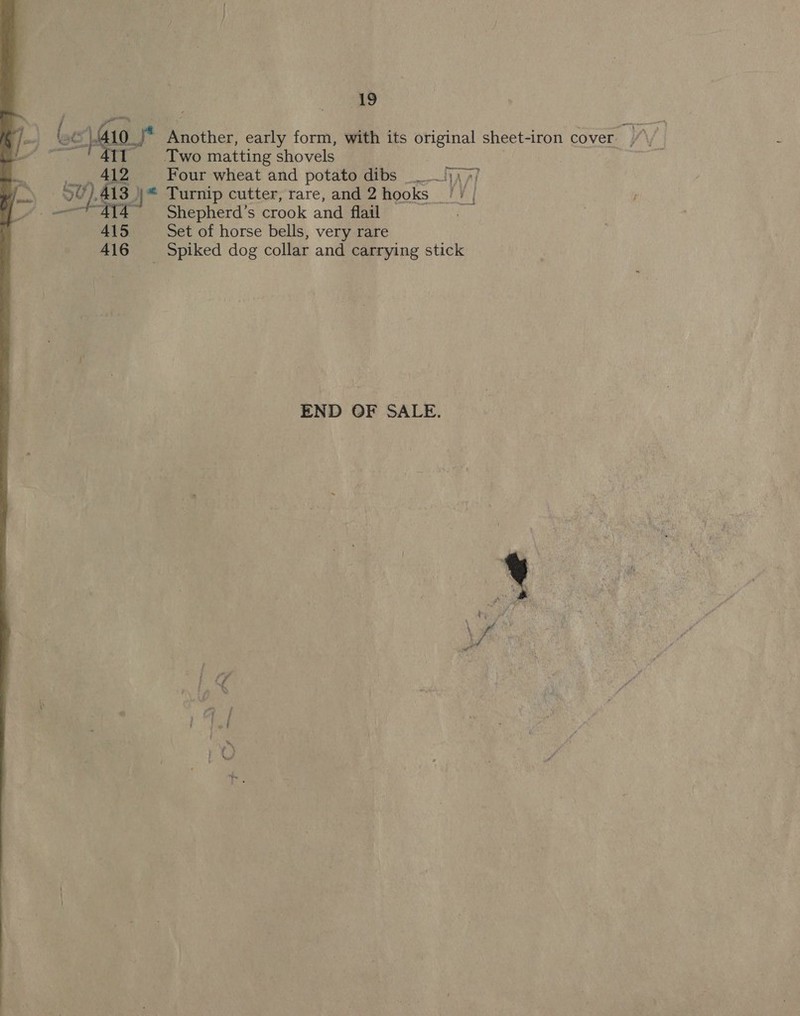 19
410 * Another, early form, with its original sheet-iron cover
411 Two matting shovels
412 Four wheat and potato dibs
413 * Turnip cutter, rare, and 2 hooks
414 Shepherd's crook and flail
415 Set of horse bells, very rare
416 Spiked dog collar and carrying stick
END OF SALE.